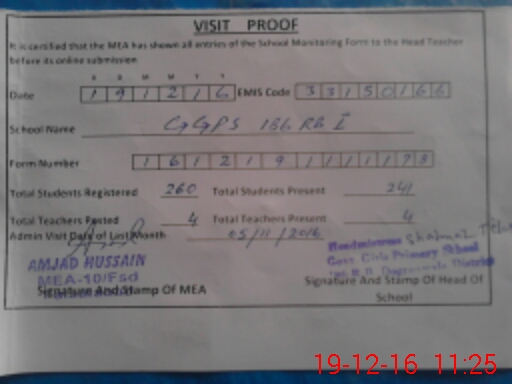 VISIT PROOF
It is certified that the MEA has shown all entries of the School Monitoring Form to the Head Teacher
before its online submission
D D M M Y Y
Date 1 9 1 2 1 6 EMIS Code 3 3 1 5 0 1 6 6
School Name GGPS 166 RB I
Form Number 1 6 1 2 1 9 1 1 1 1 1 7 8
Total Students Registered 260 Total Students Present 241
Total Teachers Posted 4 Total Teachers Present 4
Admin Visit Date of Last Month 05/11/2016
Headmistress Shahnaz
AMJAD HUSSAIN Govt. Girls Primary School
MEA-10/Fsd District
Signature And Stamp Of MEA Signature And Stamp Of Head Of
School
19-12-16 11:25